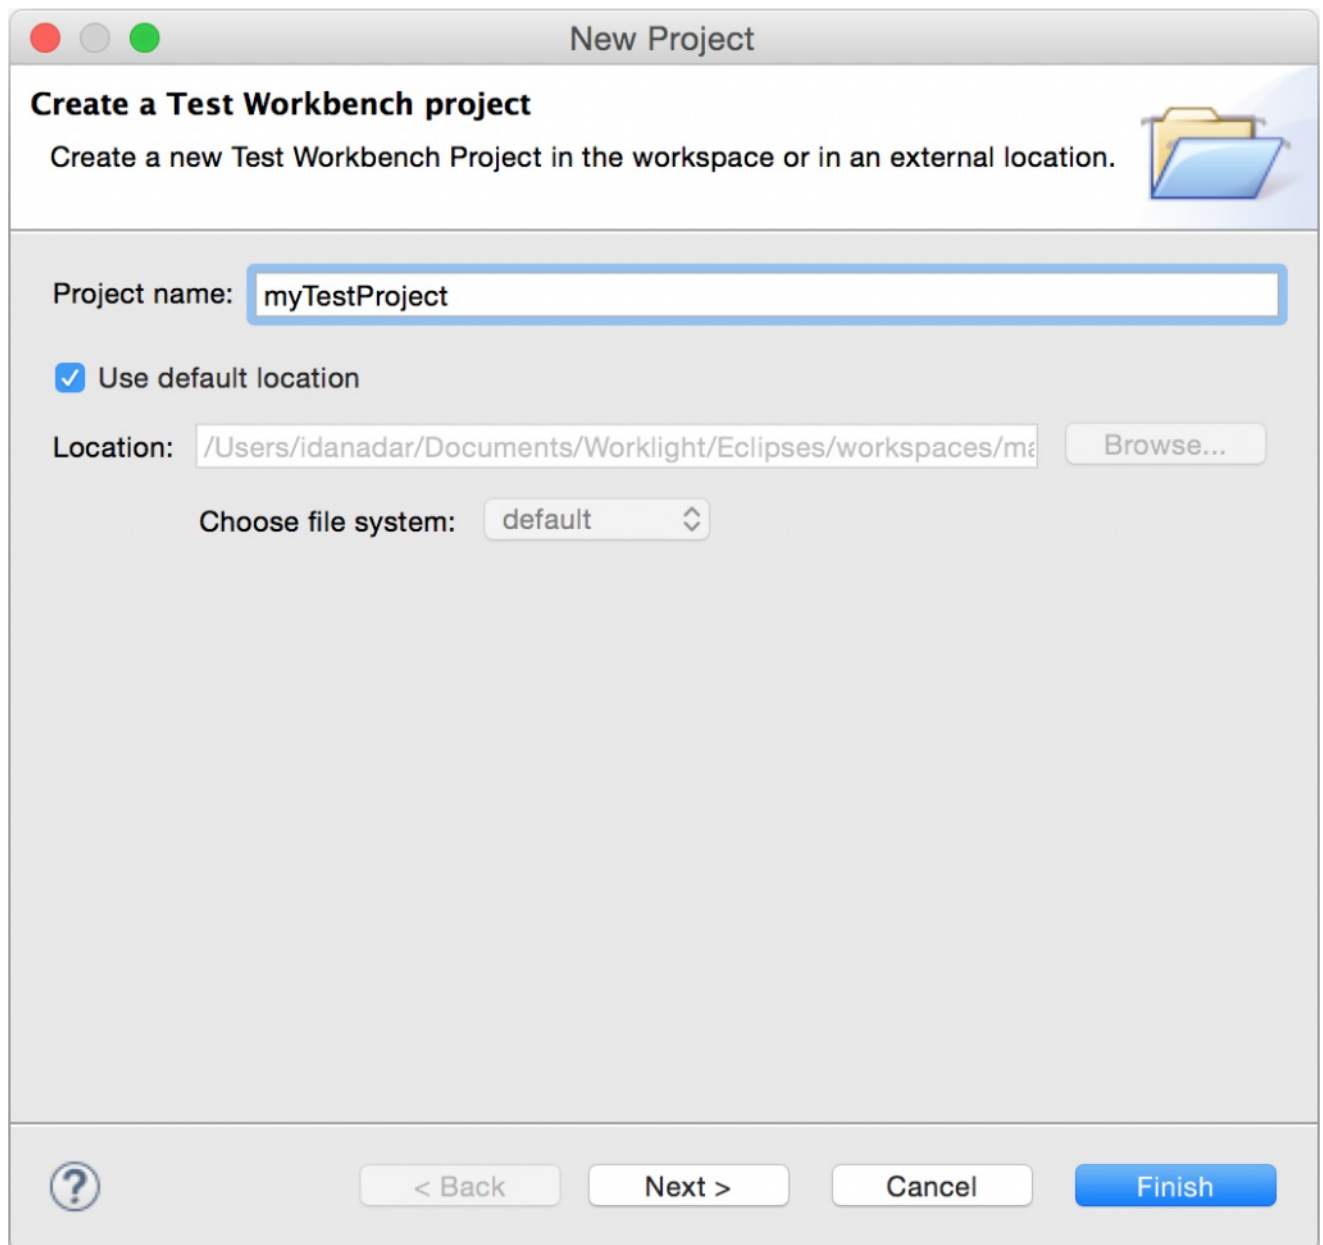 New Project
Create a Test Workbench project
Create a new Test Workbench Project in the workspace or in an external location.
Project name: myTestProject
Use default location
Location: /Users/idanadar/Documents/Worklight/Eclipses/workspaces/ma Browse...
Choose file system: default
? < Back Next > Cancel Finish